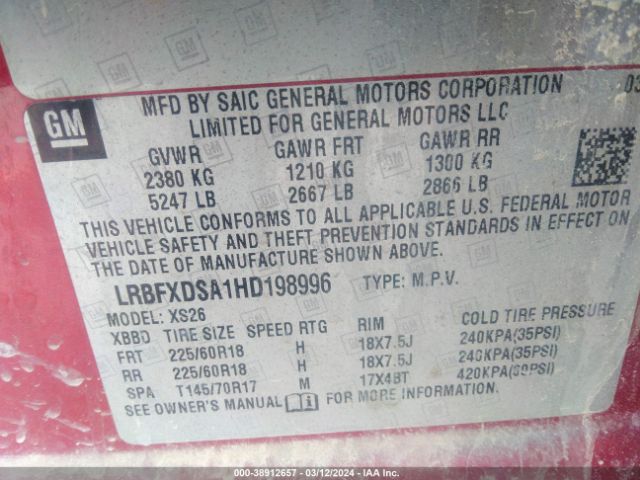 GM
MFD BY SAIC GENERAL MOTORS CORPORATION 03
LIMITED FOR GENERAL MOTORS LLC
GVWR GAWR FRT GAWR RR
2380 KG 1210 KG 1300 KG
5247 LB 2667 LB 2866 LB
THIS VEHICLE CONFORMS TO ALL APPLICABLE U.S. FEDERAL MOTOR
VEHICLE SAFETY AND THEFT PREVENTION STANDARDS IN EFFECT ON
THE DATE OF MANUFACTURE SHOWN ABOVE.
LRBFXDSA1HD198996 TYPE: M.P.V.
MODEL: XS26
XBBD TIRE SIZE SPEED RTG RIM COLD TIRE PRESSURE
FRT 225/60R18 H 18X7.5J 240KPA(35PSI)
RR 225/60R18 H 18X7.5J 240KPA(35PSI)
SPA T145/70R17 M 17X4BT 420KPA(60PSI)
SEE OWNER'S MANUAL FOR MORE INFORMATION.
000-38912657 - 03/12/2024 - IAA Inc.